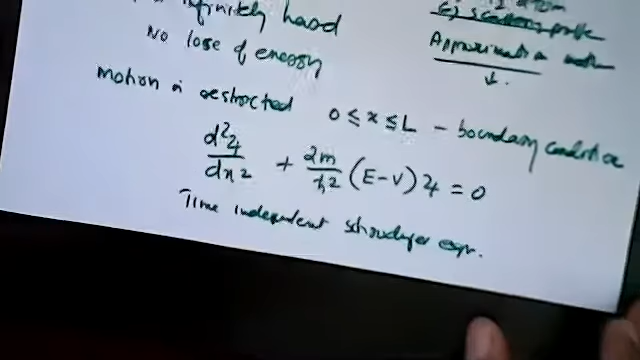 infinitely hard
No lose of energy
Approximation
Motion is restricted 0 ≤ x ≤ L - boundary condition
d²ψ/dx² + 2m/ħ² (E-V) ψ = 0
Time independent schrodinger eqn.